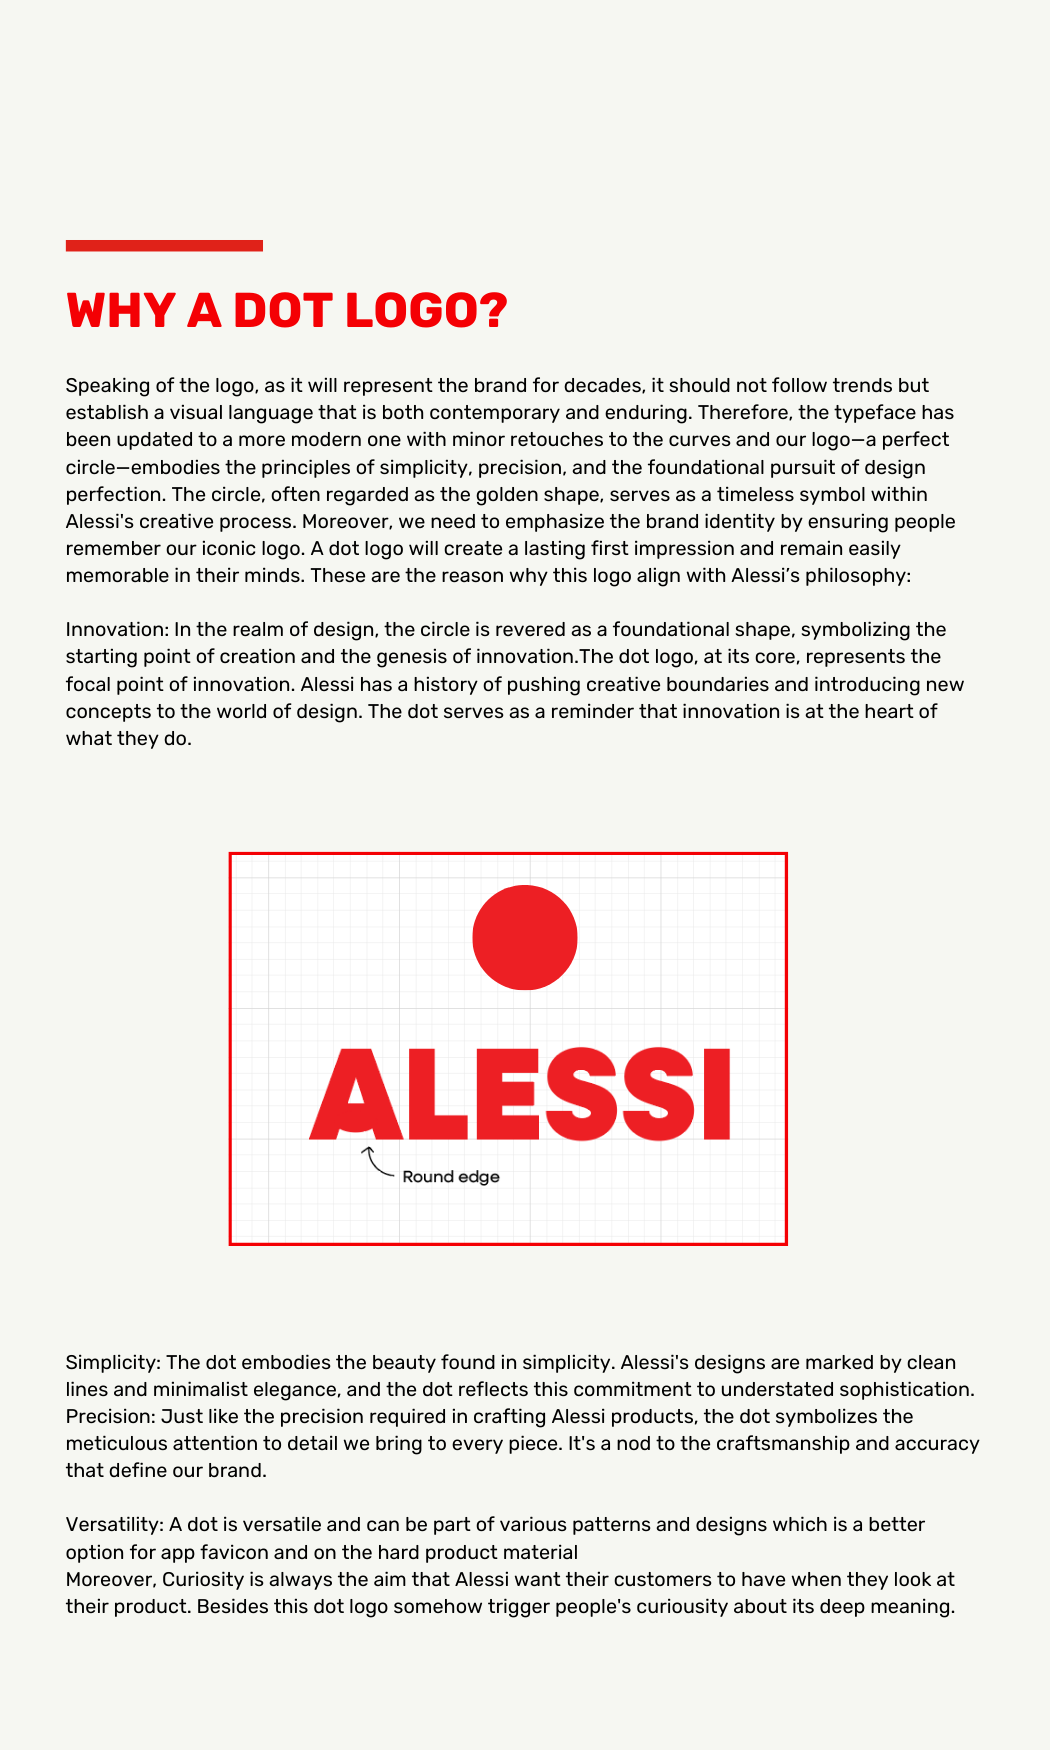 WHY A DOT LOGO?
Speaking of the logo, as it will represent the brand for decades, it should not follow trends but
establish a visual language that is both contemporary and enduring. Therefore, the typeface has
been updated to a more modern one with minor retouches to the curves and our logo—a perfect
circle—embodies the principles of simplicity, precision, and the foundational pursuit of design
perfection. The circle, often regarded as the golden shape, serves as a timeless symbol within
Alessi's creative process. Moreover, we need to emphasize the brand identity by ensuring people
remember our iconic logo. A dot logo will create a lasting first impression and remain easily
memorable in their minds. These are the reason why this logo align with Alessi’s philosophy:
Innovation: In the realm of design, the circle is revered as a foundational shape, symbolizing the
starting point of creation and the genesis of innovation.The dot logo, at its core, represents the
focal point of innovation. Alessi has a history of pushing creative boundaries and introducing new
concepts to the world of design. The dot serves as a reminder that innovation is at the heart of
what they do.
ALESSI
Round edge
Simplicity: The dot embodies the beauty found in simplicity. Alessi's designs are marked by clean
lines and minimalist elegance, and the dot reflects this commitment to understated sophistication.
Precision: Just like the precision required in crafting Alessi products, the dot symbolizes the
meticulous attention to detail we bring to every piece. It's a nod to the craftsmanship and accuracy
that define our brand.
Versatility: A dot is versatile and can be part of various patterns and designs which is a better
option for app favicon and on the hard product material
Moreover, Curiosity is always the aim that Alessi want their customers to have when they look at
their product. Besides this dot logo somehow trigger people's curiousity about its deep meaning.